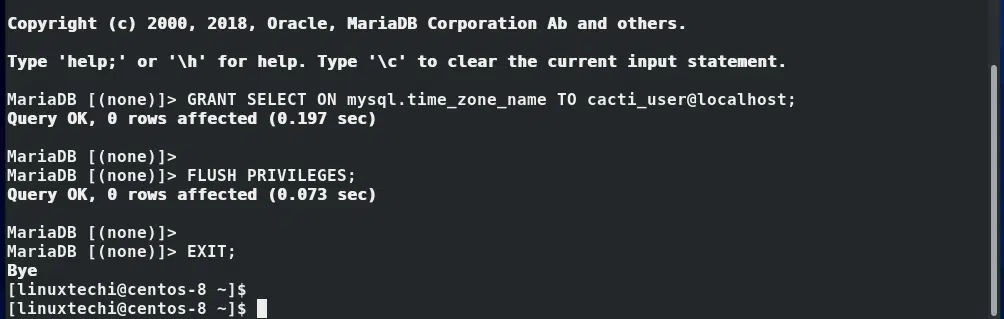 Copyright (c) 2000, 2018, Oracle, MariaDB Corporation Ab and others.
Type 'help;' or '\h' for help. Type '\c' to clear the current input statement.
MariaDB [(none)]> GRANT SELECT ON mysql.time_zone_name TO cacti_user@localhost;
Query OK, 0 rows affected (0.197 sec)
MariaDB [(none)]>
MariaDB [(none)]> FLUSH PRIVILEGES;
Query OK, 0 rows affected (0.073 sec)
MariaDB [(none)]>
MariaDB [(none)]> EXIT;
Bye
[linuxtechi@centos-8 ~]$
[linuxtechi@centos-8 ~]$